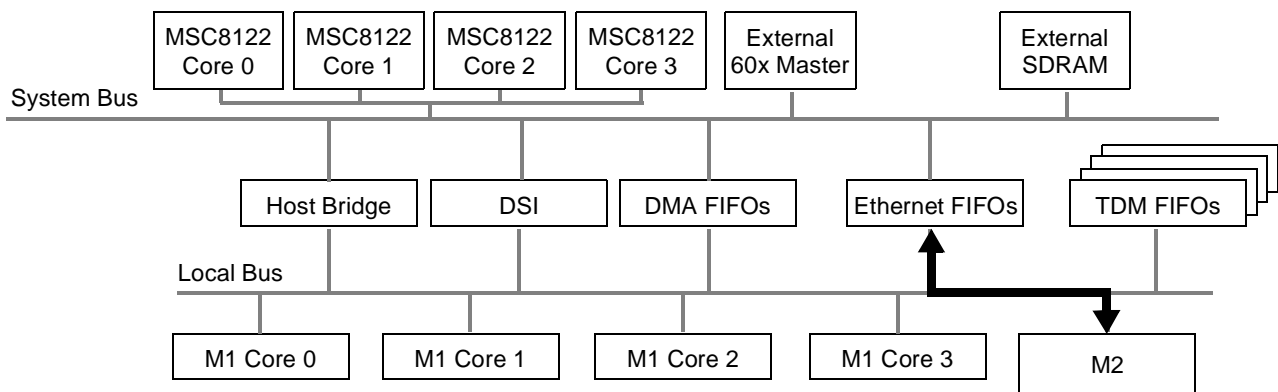 MSC8122
Core 0
MSC8122
Core 1
MSC8122
Core 2
MSC8122
Core 3
External
60x Master
External
SDRAM
System Bus
Host Bridge
DSI
DMA FIFOs
Ethernet FIFOs
TDM FIFOs
Local Bus
M1 Core 0
M1 Core 1
M1 Core 2
M1 Core 3
M2